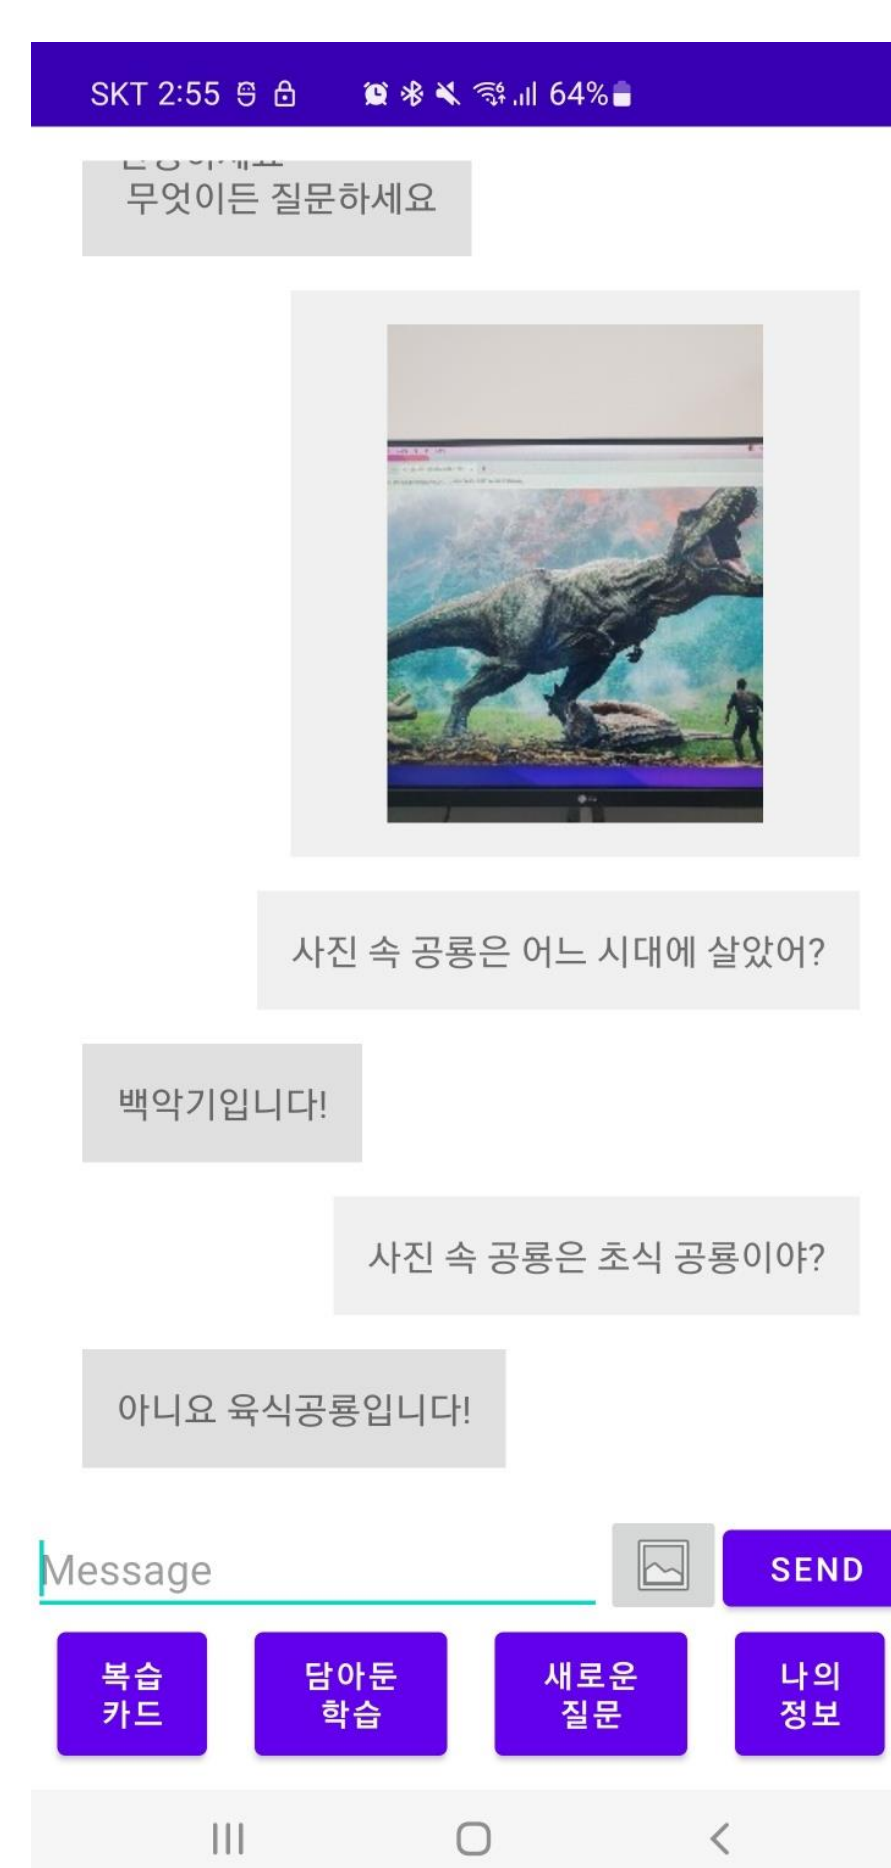 SKT 2:55 64%
무엇이든 질문하세요
사진 속 공룡은 어느 시대에 살았어?
백악기입니다!
사진 속 공룡은 초식 공룡이야?
아니요 육식공룡입니다!
Message
SEND
복습
카드
담아둔
학습
새로운
질문
나의
정보